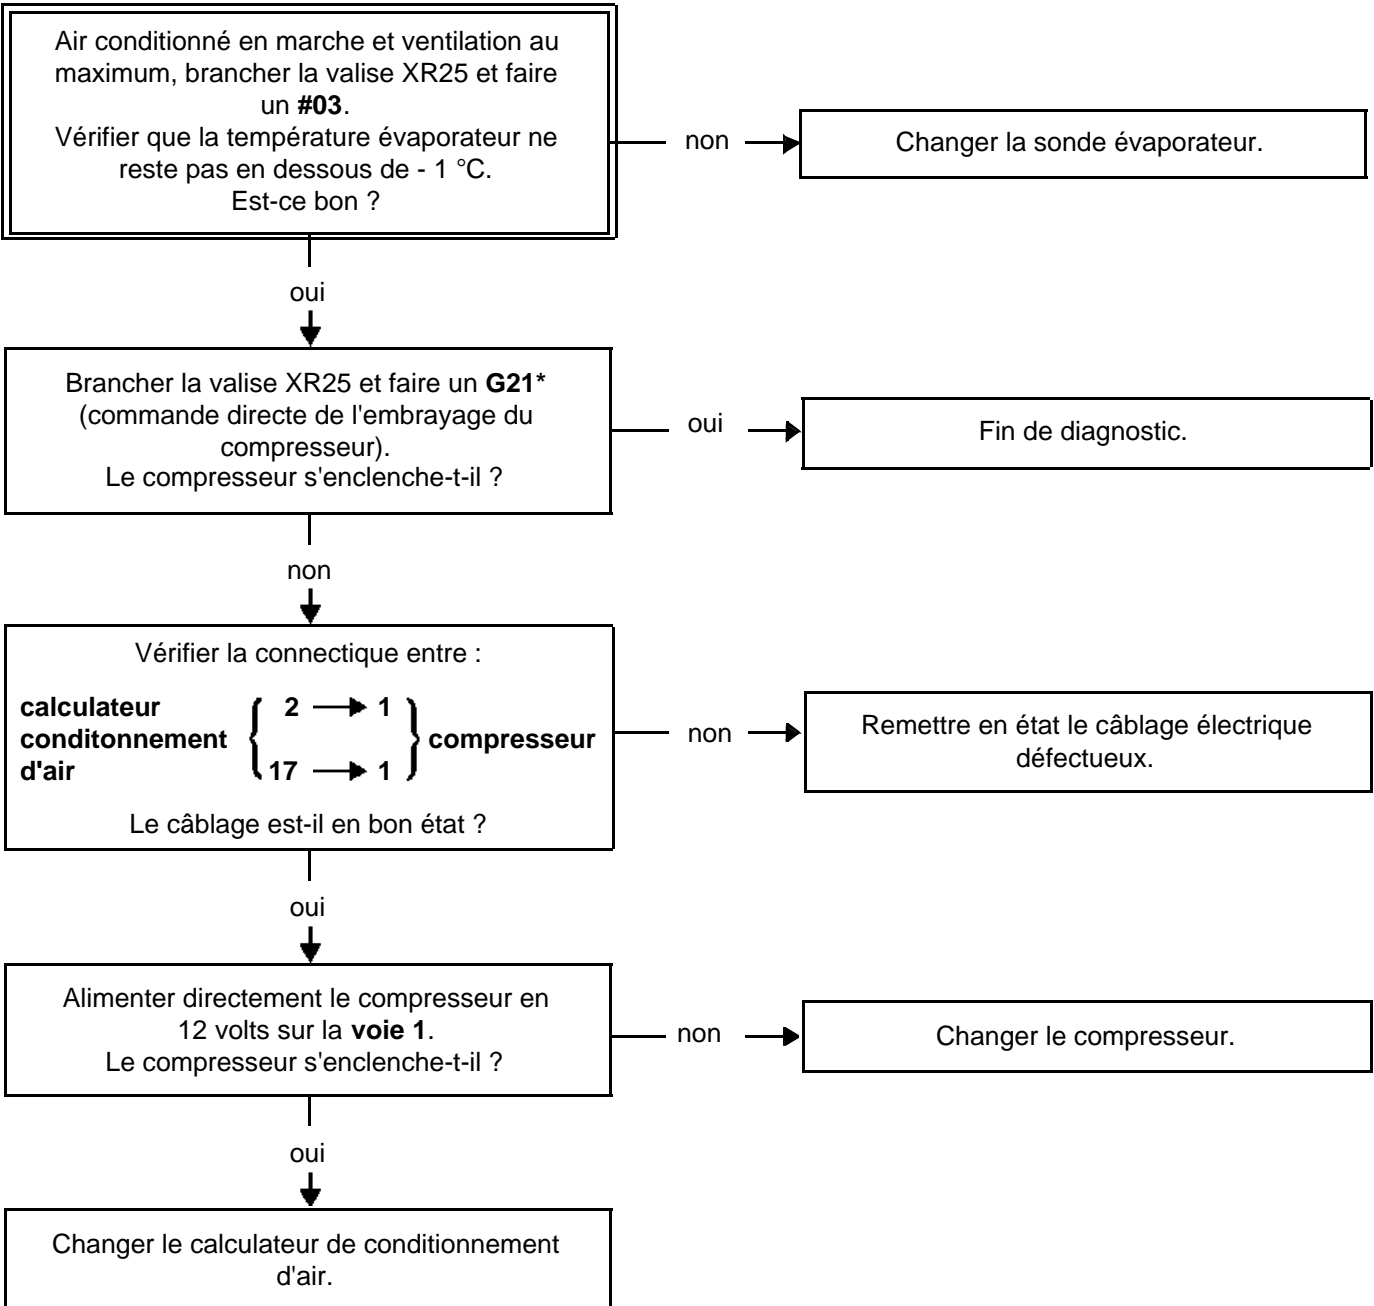 Air conditionné en marche et ventilation au
maximum, brancher la valise XR25 et faire
un #03.
Vérifier que la température évaporateur ne
reste pas en dessous de - 1 °C.
Est-ce bon ?
non
Changer la sonde évaporateur.
oui
Brancher la valise XR25 et faire un G21*
(commande directe de l'embrayage du
compresseur).
Le compresseur s'enclenche-t-il ?
oui
Fin de diagnostic.
non
Vérifier la connectique entre :
calculateur
conditonnement
d'air
2 → 1
17 → 1
compresseur
Le câblage est-il en bon état ?
non
Remettre en état le câblage électrique
défectueux.
oui
Alimenter directement le compresseur en
12 volts sur la voie 1.
Le compresseur s'enclenche-t-il ?
non
Changer le compresseur.
oui
Changer le calculateur de conditionnement
d'air.